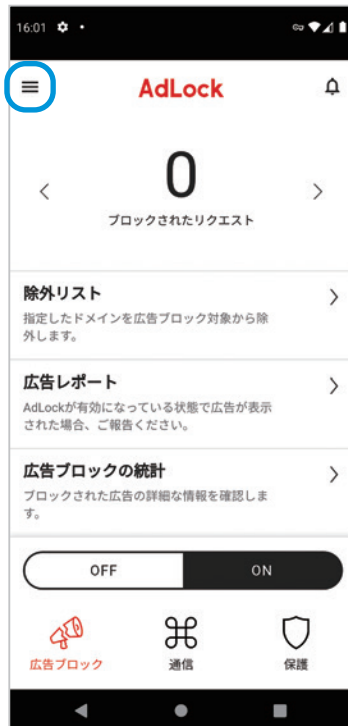 16:01
AdLock
0
ブロックされたリクエスト
除外リスト
指定したドメインを広告ブロック対象から除
外します。
広告レポート
AdLockが有効になっている状態で広告が表示
された場合、ご報告ください。
広告ブロックの統計
ブロックされた広告の詳細な情報を確認しま
す。
OFF ON
広告ブロック 通信 保護